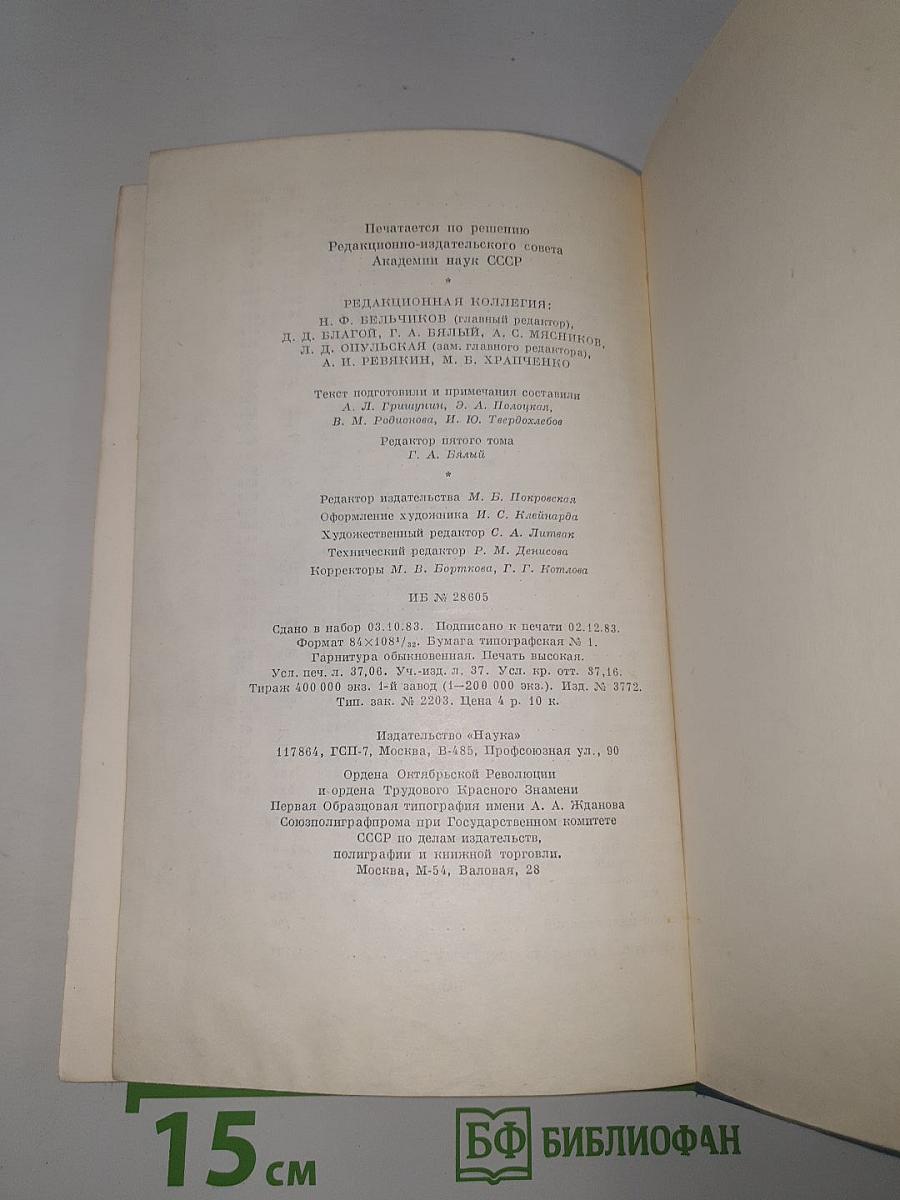 Печатается по решению
Редакционно-издательского совета
Академии наук СССР
*
РЕДАКЦИОННАЯ КОЛЛЕГИЯ:
Н. Ф. БЕЛЬЧИКОВ (главный редактор),
Д. Д. БЛАГОЙ, Г. А. БЯЛЫЙ, А. С. МЯСНИКОВ,
Л. Д. ОПУЛЬСКАЯ (зам. главного редактора),
А. И. РЕВЯКИН, М. Б. ХРАПЧЕНКО
Текст подготовили и примечания составили
А. Л. Гришунин, Э. А. Полоцкая,
В. М. Родионова, И. Ю. Твердохлебов
Редактор пятого тома
Г. А. Бялый
*
Редактор издательства М. Б. Покровская
Оформление художника И. С. Клейнарда
Художественный редактор С. А. Литвак
Технический редактор Р. М. Денисова
Корректоры М. В. Борткова, Г. Г. Котлова
ИБ № 28605
Сдано в набор 03.10.83. Подписано к печати 02.12.83.
Формат 84×108¹/₃₂. Бумага типографская № 1.
Гарнитура обыкновенная. Печать высокая.
Усл. печ. л. 37,06. Уч.-изд. л. 37. Усл. кр. отт. 37,16.
Тираж 400 000 экз. 1-й завод (1—200 000 экз.). Изд. № 3772.
Тип. зак. № 2203. Цена 4 р. 10 к.
Издательство «Наука»
117864, ГСП-7, Москва, В-485, Профсоюзная ул., 90
Ордена Октябрьской Революции
и ордена Трудового Красного Знамени
Первая Образцовая типография имени А. А. Жданова
Союзполиграфпрома при Государственном комитете
СССР по делам издательств,
полиграфии и книжной торговли.
Москва, М-54, Валовая, 28
15 см
БФ БИБЛИОФАН